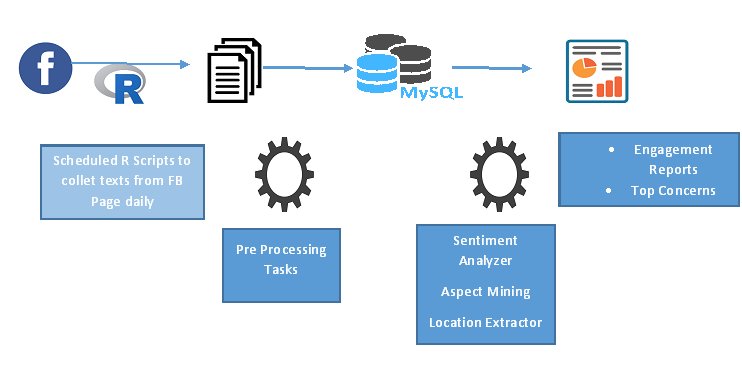 f
R
MySQL
Scheduled R Scripts to
collet texts from FB
Page daily
Pre Processing
Tasks
Sentiment
Analyzer
Aspect Mining
Location Extractor
• Engagement
Reports
• Top Concerns